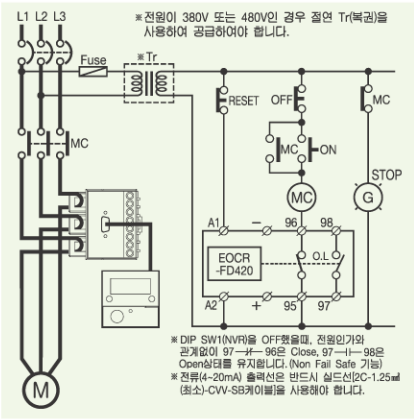 L1 L2 L3
※전원이 380V 또는 480V인 경우 절연 Tr(복권)을
사용하여 공급하여야 합니다.
Fuse
※Tr
RESET
OFF
MC
MC
MC
ON
STOP
MC
G
A1
−
96
98
EOCR
-FD420
O.L
A2
+
95
97
M
※DIP SW1(NVR)을 OFF했을때, 전원인가와
관계없이 97-⫲-96은 Close, 97-||-98은
Open상태를 유지합니다. (Non Fail Safe 기능)
※전류(4~20mA) 출력선은 반드시 실드선[2C-1.25㎟
(최소)-CVV-SB케이블]을 사용해야 합니다.